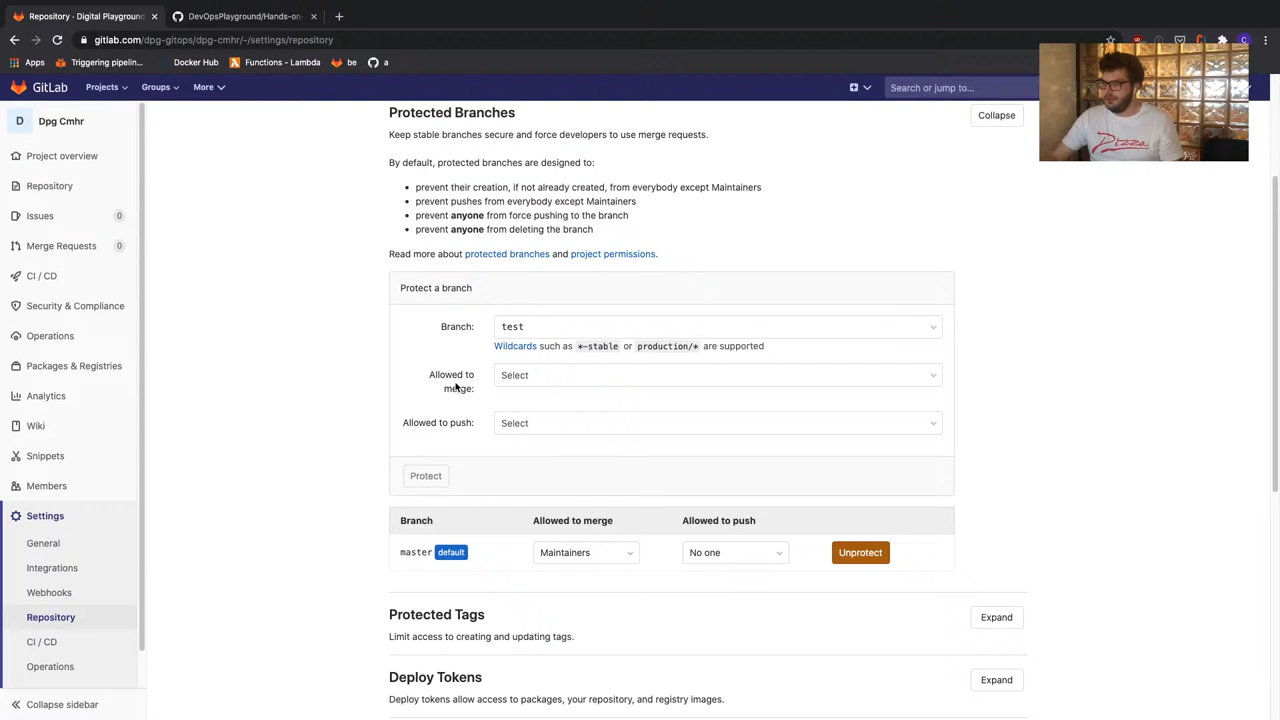 Repository · Digital Playground
DevOpsPlayground/Hands-on-
gitlab.com/dpg-gitops/dpg-cmhr/-/settings/repository
Apps
Triggering pipelin...
Docker Hub
Functions - Lambda
be
a
GitLab
Projects
Groups
More
Search or jump to...
D
Dpg Cmhr
Project overview
Repository
Issues
0
Merge Requests
0
CI / CD
Security & Compliance
Operations
Packages & Registries
Analytics
Wiki
Snippets
Members
Settings
General
Integrations
Webhooks
Repository
CI / CD
Operations
Collapse sidebar
Protected Branches
Collapse
Keep stable branches secure and force developers to use merge requests.
By default, protected branches are designed to:
prevent their creation, if not already created, from everybody except Maintainers
prevent pushes from everybody except Maintainers
prevent anyone from force pushing to the branch
prevent anyone from deleting the branch
Read more about protected branches and project permissions.
Protect a branch
Branch:
test
Wildcards such as *-stable or production/* are supported
Allowed to
merge:
Select
Allowed to push:
Select
Protect
Branch
Allowed to merge
Allowed to push
master default
Maintainers
No one
Unprotect
Protected Tags
Expand
Limit access to creating and updating tags.
Deploy Tokens
Expand
Deploy tokens allow access to packages, your repository, and registry images.
Pizza